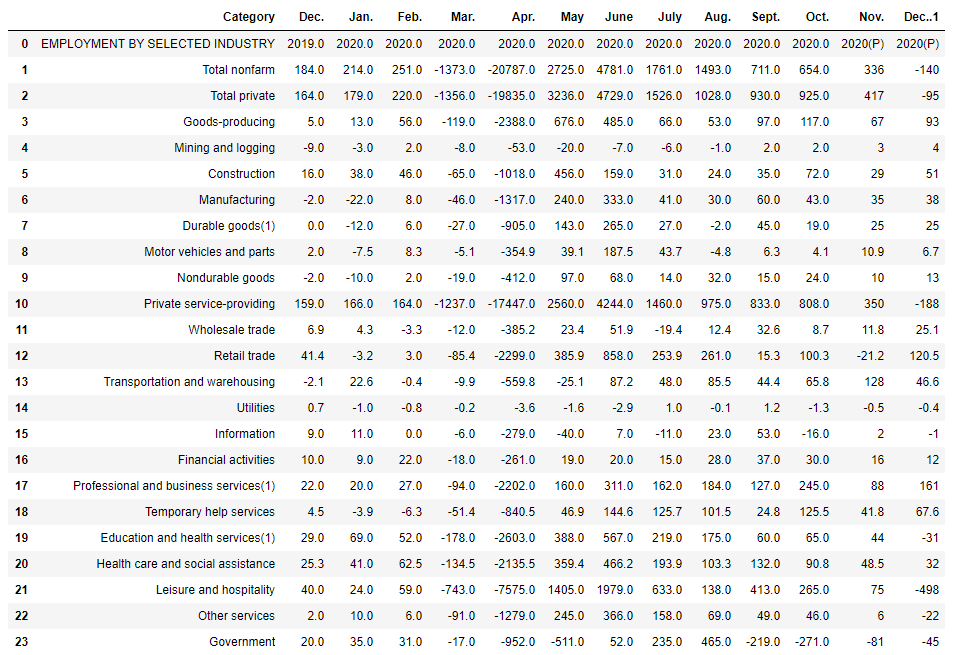 Category Dec. Jan. Feb. Mar. Apr. May June July Aug. Sept. Oct. Nov. Dec..1
0 EMPLOYMENT BY SELECTED INDUSTRY 2019.0 2020.0 2020.0 2020.0 2020.0 2020.0 2020.0 2020.0 2020.0 2020.0 2020.0 2020(P) 2020(P)
1 Total nonfarm 184.0 214.0 251.0 -1373.0 -20787.0 2725.0 4781.0 1761.0 1493.0 711.0 654.0 336 -140
2 Total private 164.0 179.0 220.0 -1356.0 -19835.0 3236.0 4729.0 1526.0 1028.0 930.0 925.0 417 -95
3 Goods-producing 5.0 13.0 56.0 -119.0 -2388.0 676.0 485.0 66.0 53.0 97.0 117.0 67 93
4 Mining and logging -9.0 -3.0 2.0 -8.0 -53.0 -20.0 -7.0 -6.0 -1.0 2.0 2.0 3 4
5 Construction 16.0 38.0 46.0 -65.0 -1018.0 456.0 159.0 31.0 24.0 35.0 72.0 29 51
6 Manufacturing -2.0 -22.0 8.0 -46.0 -1317.0 240.0 333.0 41.0 30.0 60.0 43.0 35 38
7 Durable goods(1) 0.0 -12.0 6.0 -27.0 -905.0 143.0 265.0 27.0 -2.0 45.0 19.0 25 25
8 Motor vehicles and parts 2.0 -7.5 8.3 -5.1 -354.9 39.1 187.5 43.7 -4.8 6.3 4.1 10.9 6.7
9 Nondurable goods -2.0 -10.0 2.0 -19.0 -412.0 97.0 68.0 14.0 32.0 15.0 24.0 10 13
10 Private service-providing 159.0 166.0 164.0 -1237.0 -17447.0 2560.0 4244.0 1460.0 975.0 833.0 808.0 350 -188
11 Wholesale trade 6.9 4.3 -3.3 -12.0 -385.2 23.4 51.9 -19.4 12.4 32.6 8.7 11.8 25.1
12 Retail trade 41.4 -3.2 3.0 -85.4 -2299.0 385.9 858.0 253.9 261.0 15.3 100.3 -21.2 120.5
13 Transportation and warehousing -2.1 22.6 -0.4 -9.9 -559.8 -25.1 87.2 48.0 85.5 44.4 65.8 128 46.6
14 Utilities 0.7 -1.0 -0.8 -0.2 -3.6 -1.6 -2.9 1.0 -0.1 1.2 -1.3 -0.5 -0.4
15 Information 9.0 11.0 0.0 -6.0 -279.0 -40.0 7.0 -11.0 23.0 53.0 -16.0 2 -1
16 Financial activities 10.0 9.0 22.0 -18.0 -261.0 19.0 20.0 15.0 28.0 37.0 30.0 16 12
17 Professional and business services(1) 22.0 20.0 27.0 -94.0 -2202.0 160.0 311.0 162.0 184.0 127.0 245.0 88 161
18 Temporary help services 4.5 -3.9 -6.3 -51.4 -840.5 46.9 144.6 125.7 101.5 24.8 125.5 41.8 67.6
19 Education and health services(1) 29.0 69.0 52.0 -178.0 -2603.0 388.0 567.0 219.0 175.0 60.0 65.0 44 -31
20 Health care and social assistance 25.3 41.0 62.5 -134.5 -2135.5 359.4 466.2 193.9 103.3 132.0 90.8 48.5 32
21 Leisure and hospitality 40.0 24.0 59.0 -743.0 -7575.0 1405.0 1979.0 633.0 138.0 413.0 265.0 75 -498
22 Other services 2.0 10.0 6.0 -91.0 -1279.0 245.0 366.0 158.0 69.0 49.0 46.0 6 -22
23 Government 20.0 35.0 31.0 -17.0 -952.0 -511.0 52.0 235.0 465.0 -219.0 -271.0 -81 -45